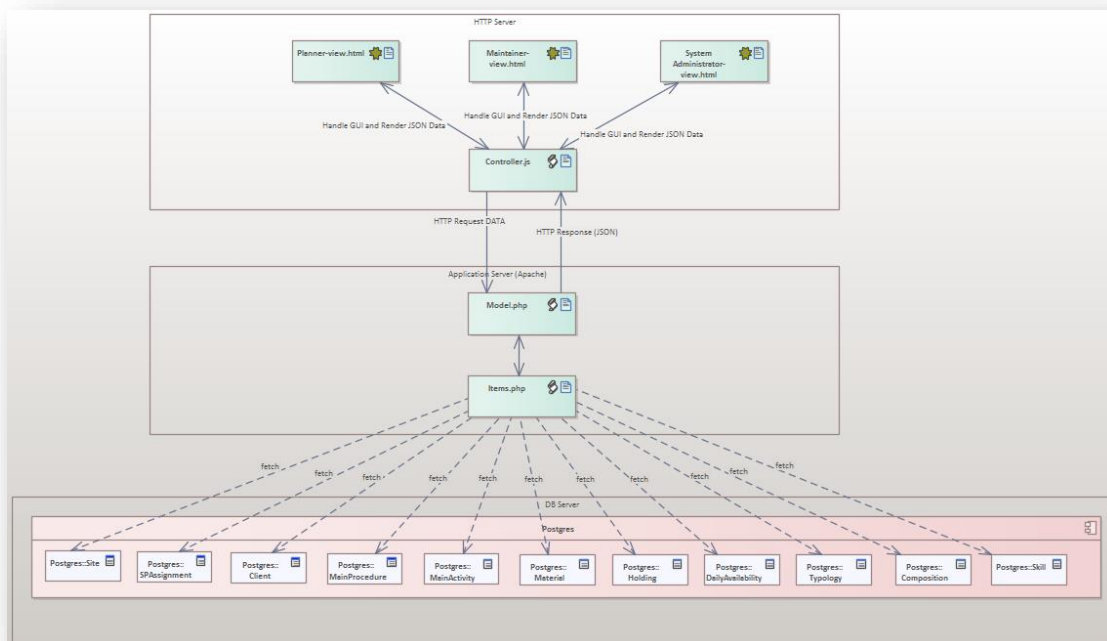 HTTP Server
Planner-view.html
Maintainer-
view.html
System
Administrator-
view.html
Handle GUI and Render JSON Data
Handle GUI and Render JSON Data
Handle GUI and Render JSON Data
Controller.js
HTTP Request DATA
HTTP Response (JSON)
Application Server (Apache)
Model.php
Items.php
fetch
fetch
fetch
fetch
fetch
fetch
fetch
fetch
fetch
fetch
fetch
DB Server
Postgres
Postgres::Site
Postgres::
SPAssignment
Postgres::
Client
Postgres::
MainProcedure
Postgres::
MainActivity
Postgres::
Material
Postgres::
Holding
Postgres::
DailyAvailability
Postgres::
Typology
Postgres::
Composition
Postgres::Skill